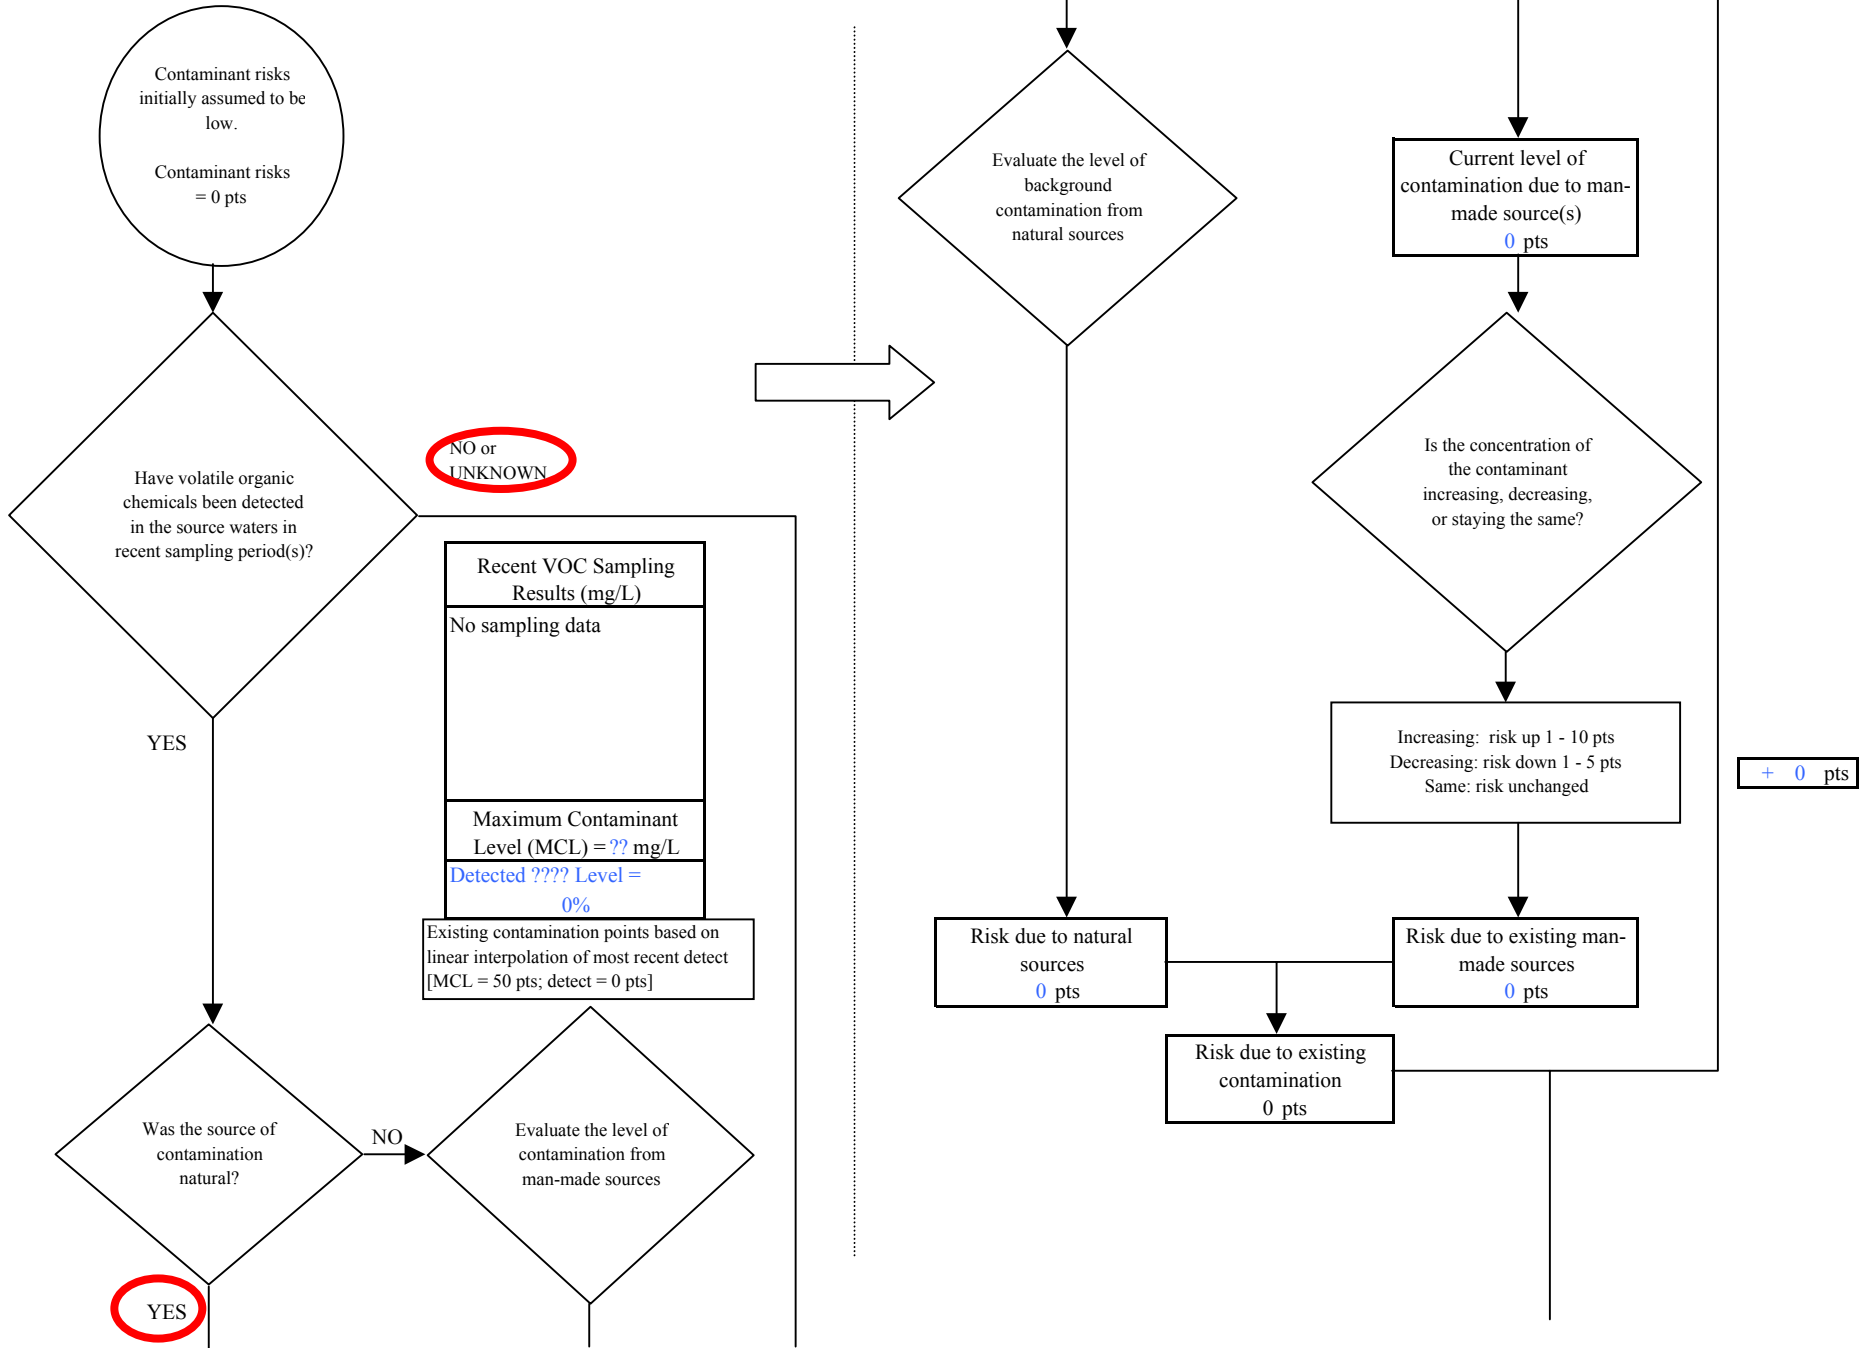 Contaminant risks
initially assumed to be
low.
Contaminant risks
= 0 pts
Have volatile organic
chemicals been detected
in the source waters in
recent sampling period(s)?
NO or
UNKNOWN
YES
Recent VOC Sampling
Results (mg/L)
No sampling data
Maximum Contaminant
Level (MCL) = ?? mg/L
Detected ???? Level =
0%
Existing contamination points based on
linear interpolation of most recent detect
[MCL = 50 pts; detect = 0 pts]
Was the source of
contamination
natural?
NO
Evaluate the level of
contamination from
man-made sources
YES
Evaluate the level of
background
contamination from
natural sources
Current level of
contamination due to man-
made source(s)
0 pts
Is the concentration of
the contaminant
increasing, decreasing,
or staying the same?
Increasing: risk up 1 - 10 pts
Decreasing: risk down 1 - 5 pts
Same: risk unchanged
+ 0 pts
Risk due to natural
sources
0 pts
Risk due to existing man-
made sources
0 pts
Risk due to existing
contamination
0 pts